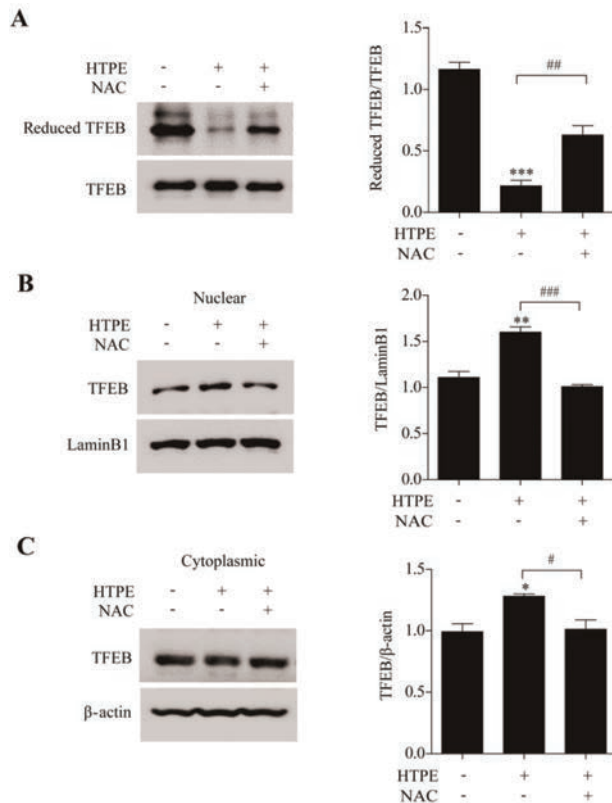 A
HTPE - + +
NAC - - +
Reduced TFEB
TFEB
Reduced TFEB/TFEB
1.5
1.0
0.5
0.0
***
##
HTPE - + +
NAC - - +
B
Nuclear
HTPE - + +
NAC - - +
TFEB
LaminB1
TFEB/LaminB1
2.0
1.5
1.0
0.5
0.0
**
###
HTPE - + +
NAC - - +
C
Cytoplasmic
HTPE - + +
NAC - - +
TFEB
β-actin
TFEB/β-actin
1.5
1.0
0.5
0.0
*
#
HTPE - + +
NAC - - +